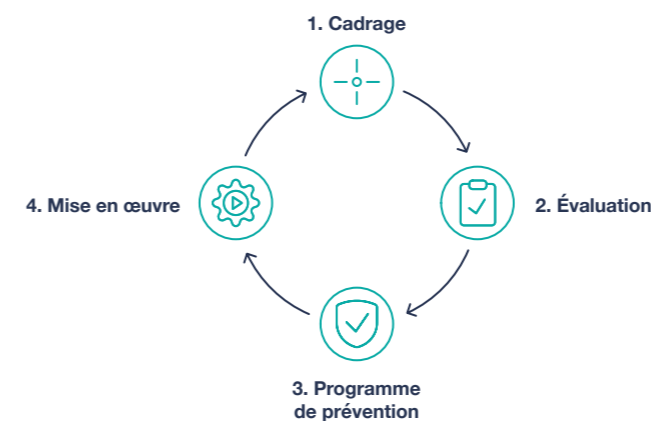 1. Cadrage
2. Évaluation
3. Programme
de prévention
4. Mise en œuvre